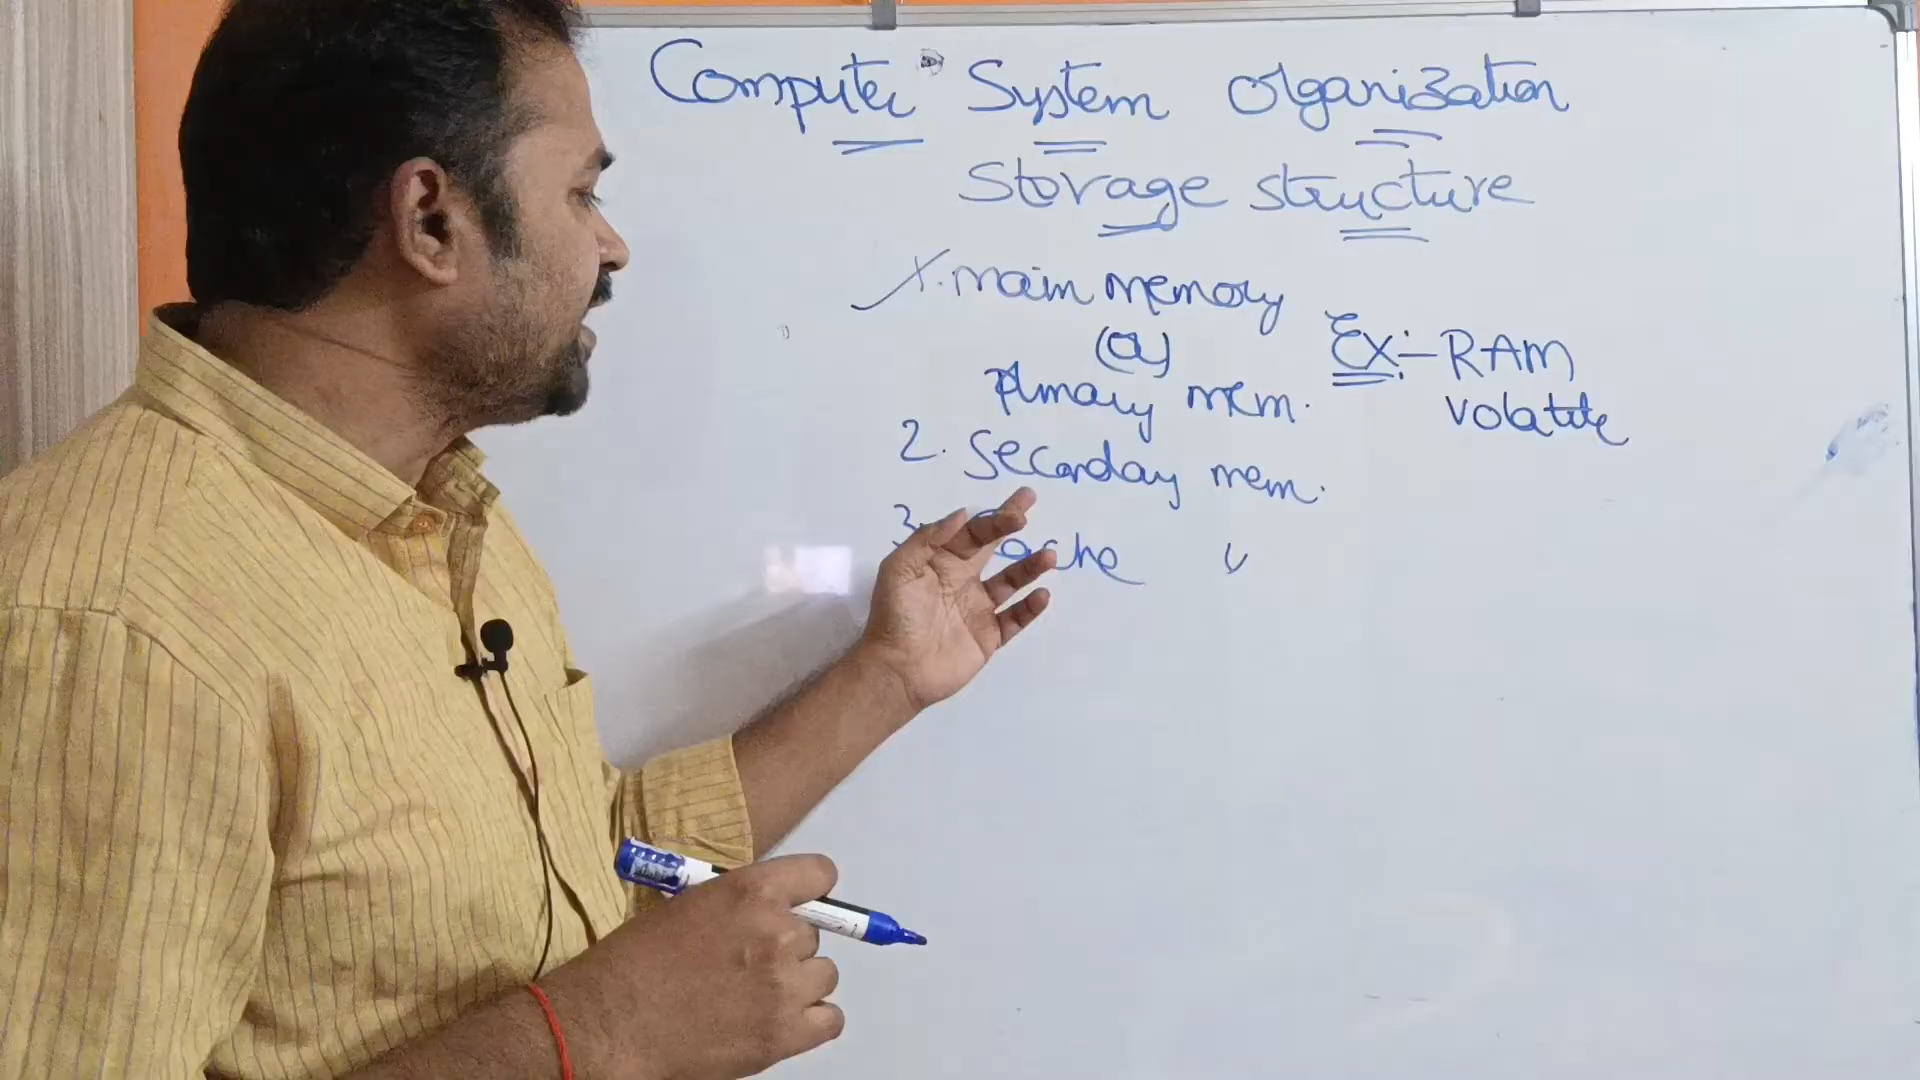 Computer System Organization
Storage structure
1. main memory
(or)
Primary mem.
Ex:- RAM
volatile
2. Secondary mem.
3. Cache